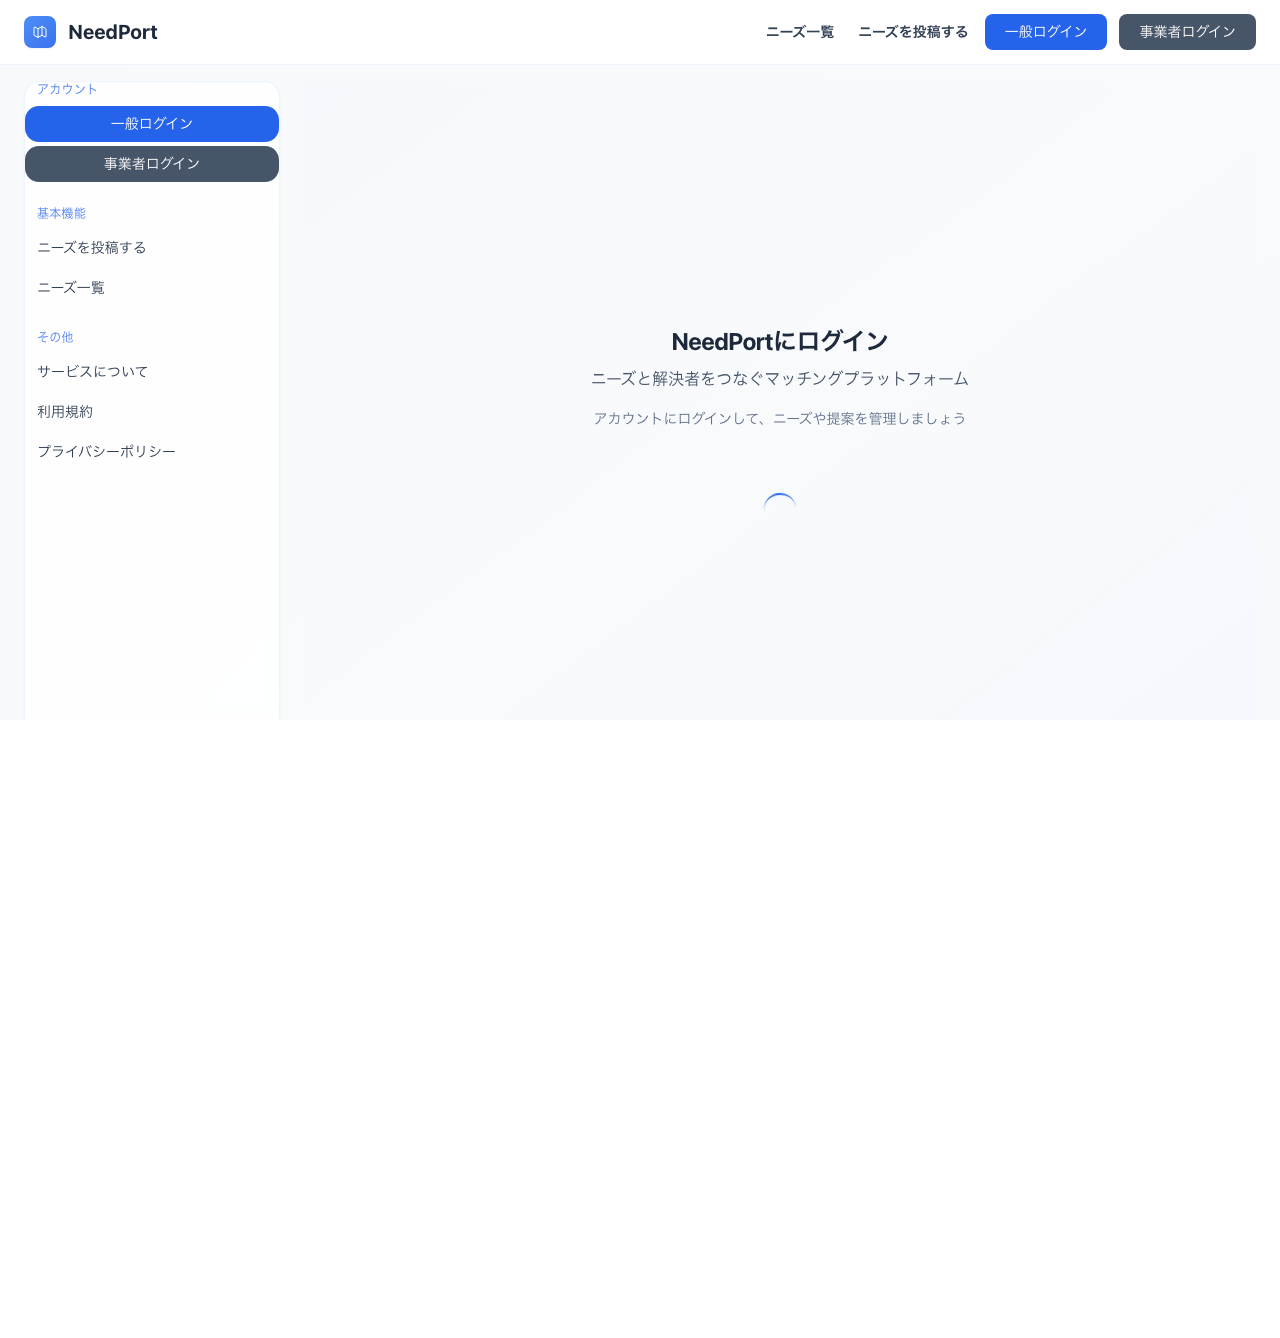 NeedPort
ニーズ一覧
ニーズを投稿する
一般ログイン
事業者ログイン
アカウント
一般ログイン
事業者ログイン
基本機能
ニーズを投稿する
ニーズ一覧
その他
サービスについて
利用規約
プライバシーポリシー
NeedPortにログイン
ニーズと解決者をつなぐマッチングプラットフォーム
アカウントにログインして、ニーズや提案を管理しましょう